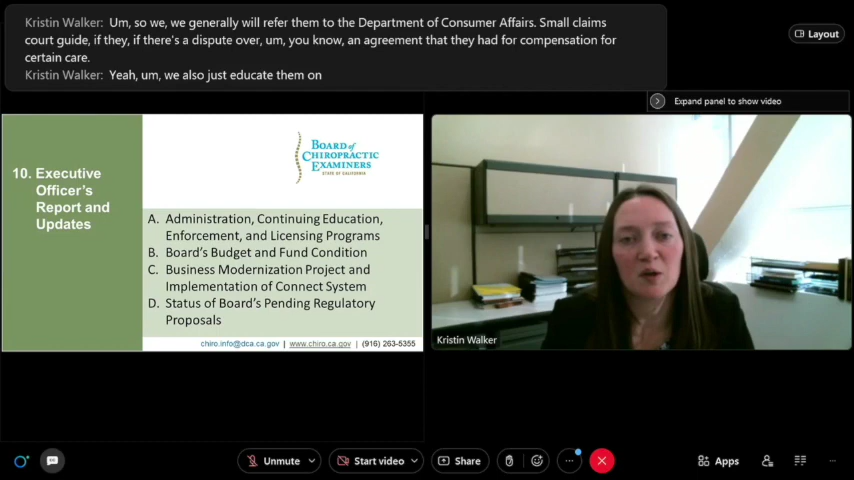 Kristin Walker: Um, so we, we generally will refer them to the Department of Consumer Affairs. Small claims
court guide, if they, if there's a dispute over, um, you know, an agreement that they had for compensation for
certain care.
Kristin Walker: Yeah, um, we also just educate them on
Layout
Expand panel to show video
10. Executive
Officer's
Report and
Updates
BOARD of
CHIROPRACTIC
EXAMINERS
STATE OF CALIFORNIA
A. Administration, Continuing Education,
Enforcement, and Licensing Programs
B. Board's Budget and Fund Condition
C. Business Modernization Project and
Implementation of Connect System
D. Status of Board's Pending Regulatory
Proposals
chiro.info@dca.ca.gov | www.chiro.ca.gov | (916) 263-5355
Kristin Walker
Unmute
Start video
Share
Apps